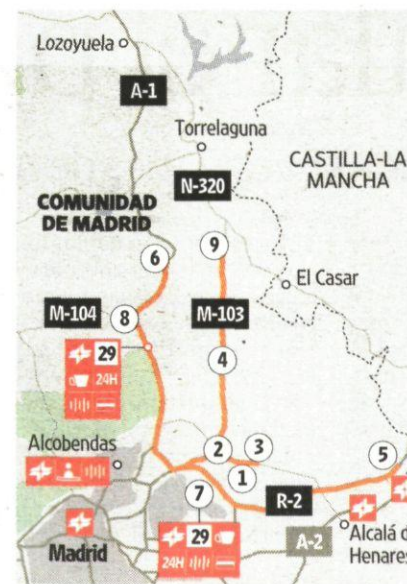 Lozoyuela
A-1
Torrelaguna
CASTILLA-LA
MANCHA
N-320
COMUNIDAD
DE MADRID
6
9
El Casar
M-104
8
M-103
29
24H
4
Alcobendas
2
3
1
5
7
R-2
29
24H
A-2
Madrid
Alcalá d
Henares